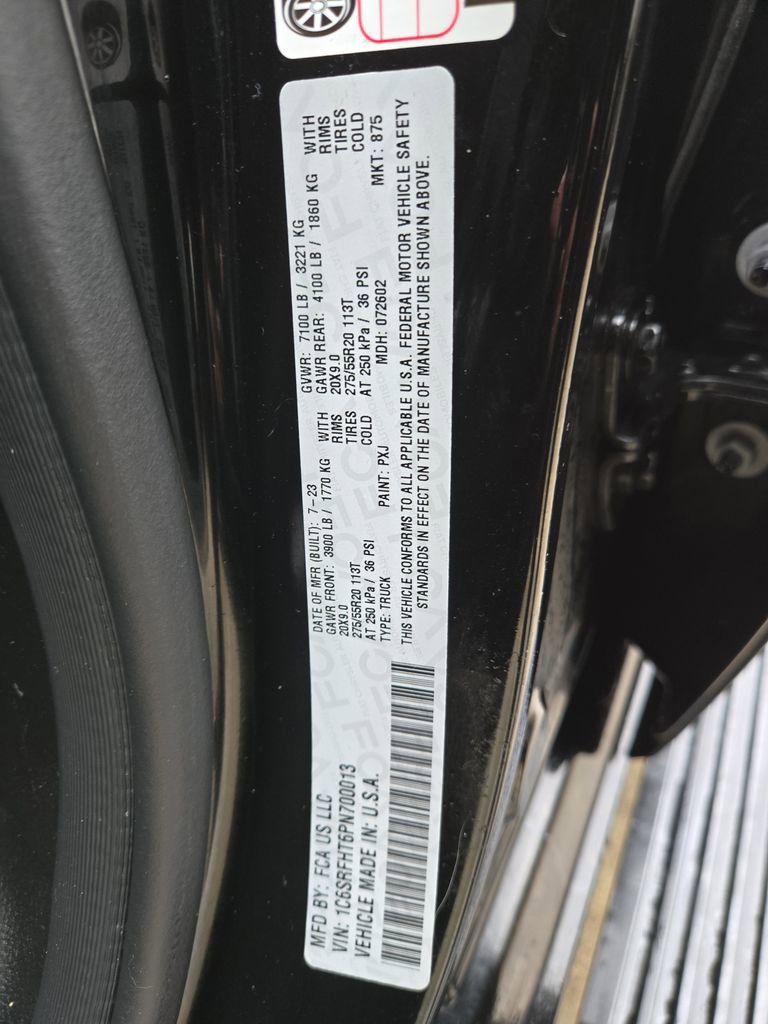 MFD BY: FCA US LLC
VIN: 1C6SRFHT6PN700013
VEHICLE MADE IN: U.S.A.
DATE OF MFR (BUILT): 7-23 GVWR: 7100 LB / 3221 KG
GAWR FRONT: 3900 LB / 1770 KG WITH GAWR REAR: 4100 LB / 1860 KG WITH
20X9.0 RIMS 20X9.0 RIMS
275/55R20 113T TIRES 275/55R20 113T TIRES
AT 250 kPa / 36 PSI COLD AT 250 kPa / 36 PSI COLD
TYPE: TRUCK PAINT: PXJ MDH: 072602 MKT: 875
THIS VEHICLE CONFORMS TO ALL APPLICABLE U.S.A. FEDERAL MOTOR VEHICLE SAFETY
STANDARDS IN EFFECT ON THE DATE OF MANUFACTURE SHOWN ABOVE.